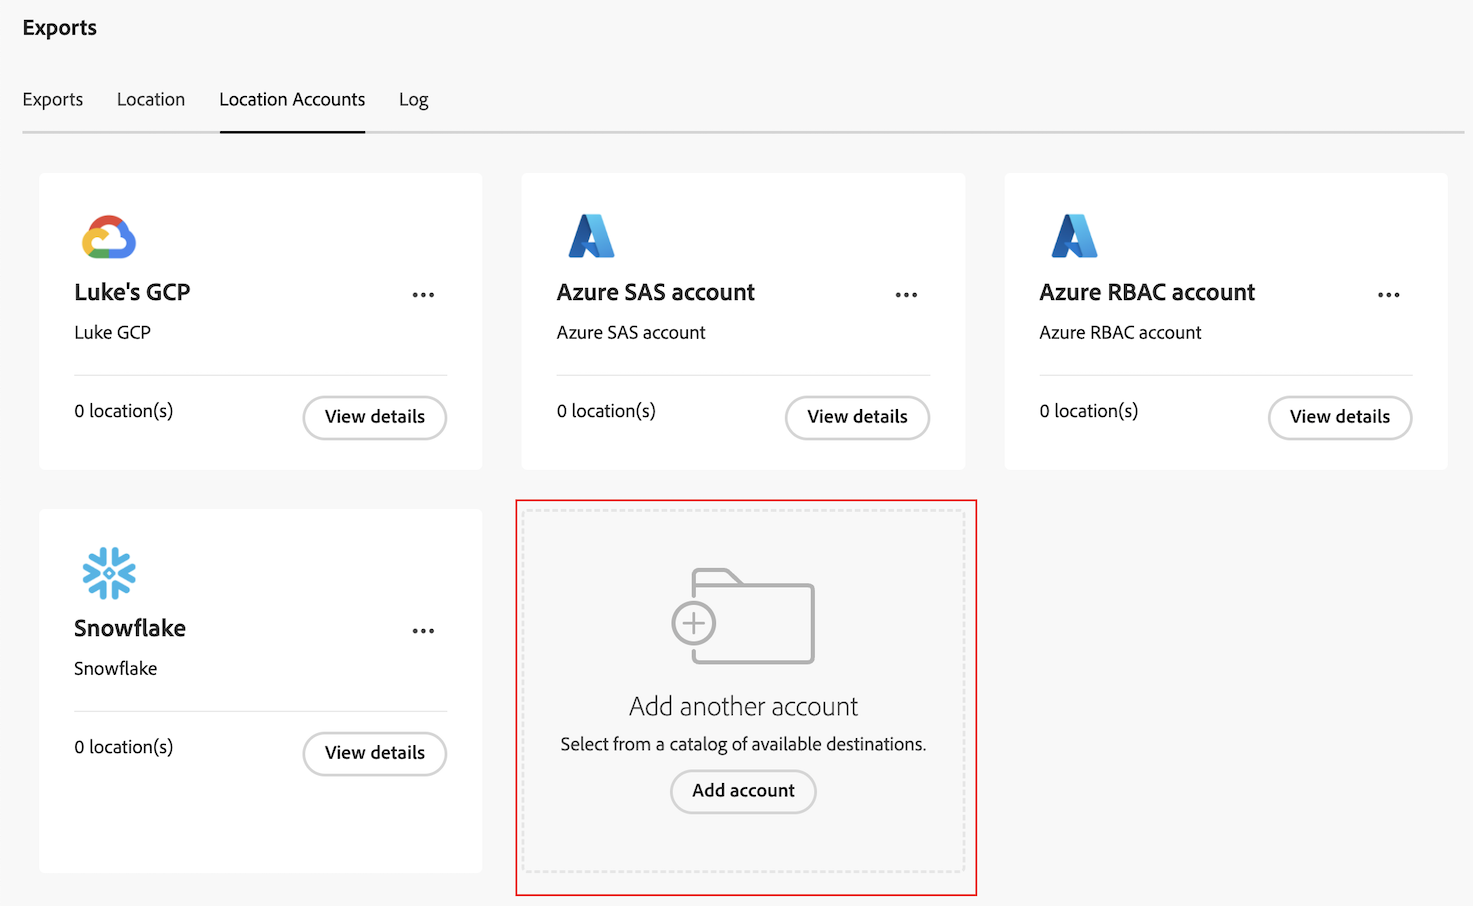 Exports
Exports
Location
Location Accounts
Log
Luke's GCP
Luke GCP
0 location(s)
View details
Azure SAS account
Azure SAS account
0 location(s)
View details
Azure RBAC account
Azure RBAC account
0 location(s)
View details
Snowflake
Snowflake
0 location(s)
View details
Add another account
Select from a catalog of available destinations.
Add account